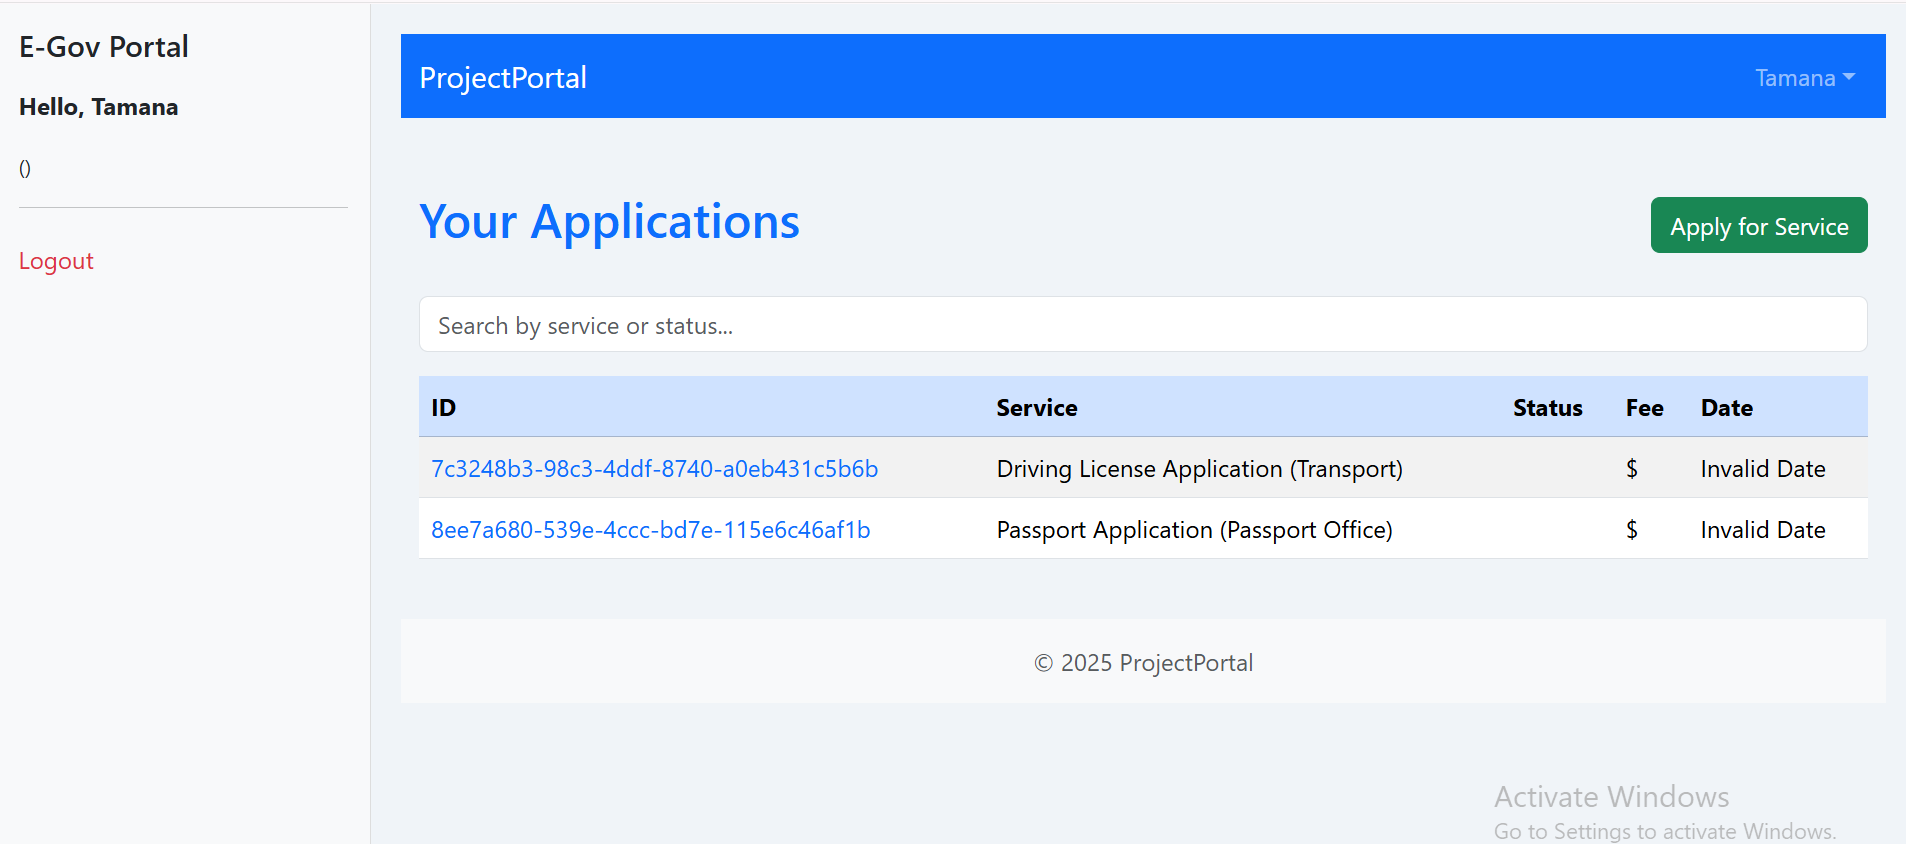 E-Gov Portal
Hello, Tamana
()
Logout
ProjectPortal
Tamana
Your Applications
Apply for Service
Search by service or status...
ID Service Status Fee Date
7c3248b3-98c3-4ddf-8740-a0eb431c5b6b Driving License Application (Transport) $ Invalid Date
8ee7a680-539e-4ccc-bd7e-115e6c46af1b Passport Application (Passport Office) $ Invalid Date
© 2025 ProjectPortal
Activate Windows
Go to Settings to activate Windows.